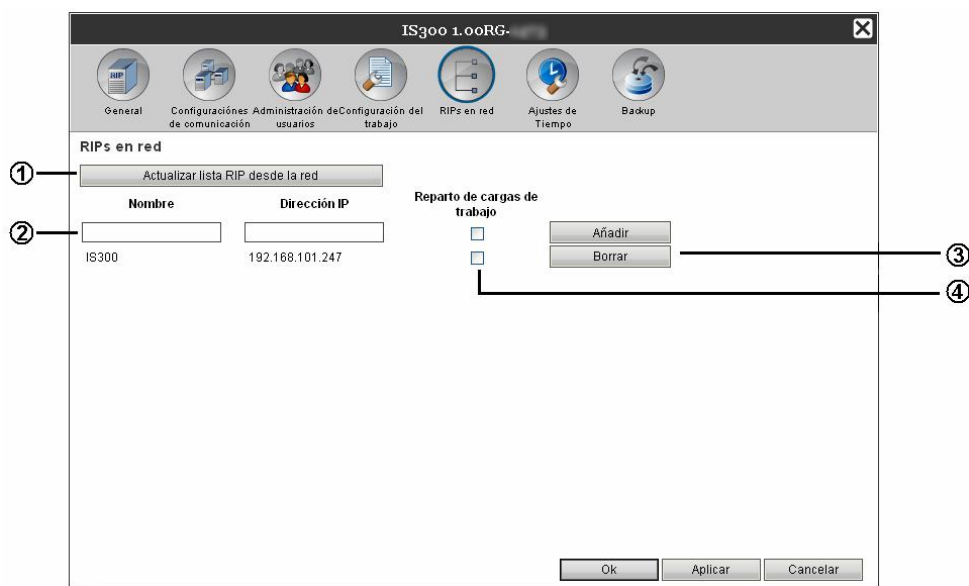 IS300 1.00RG-
RIP
General
Configuraciónes de comunicación
Administración de usuarios
Configuración del trabajo
RIPs en red
Ajustes de Tiempo
Backup
RIPs en red
① Actualizar lista RIP desde la red
Nombre Dirección IP Reparto de cargas de trabajo
② Añadir
IS300 192.168.101.247 Borrar ③
④
Ok Aplicar Cancelar